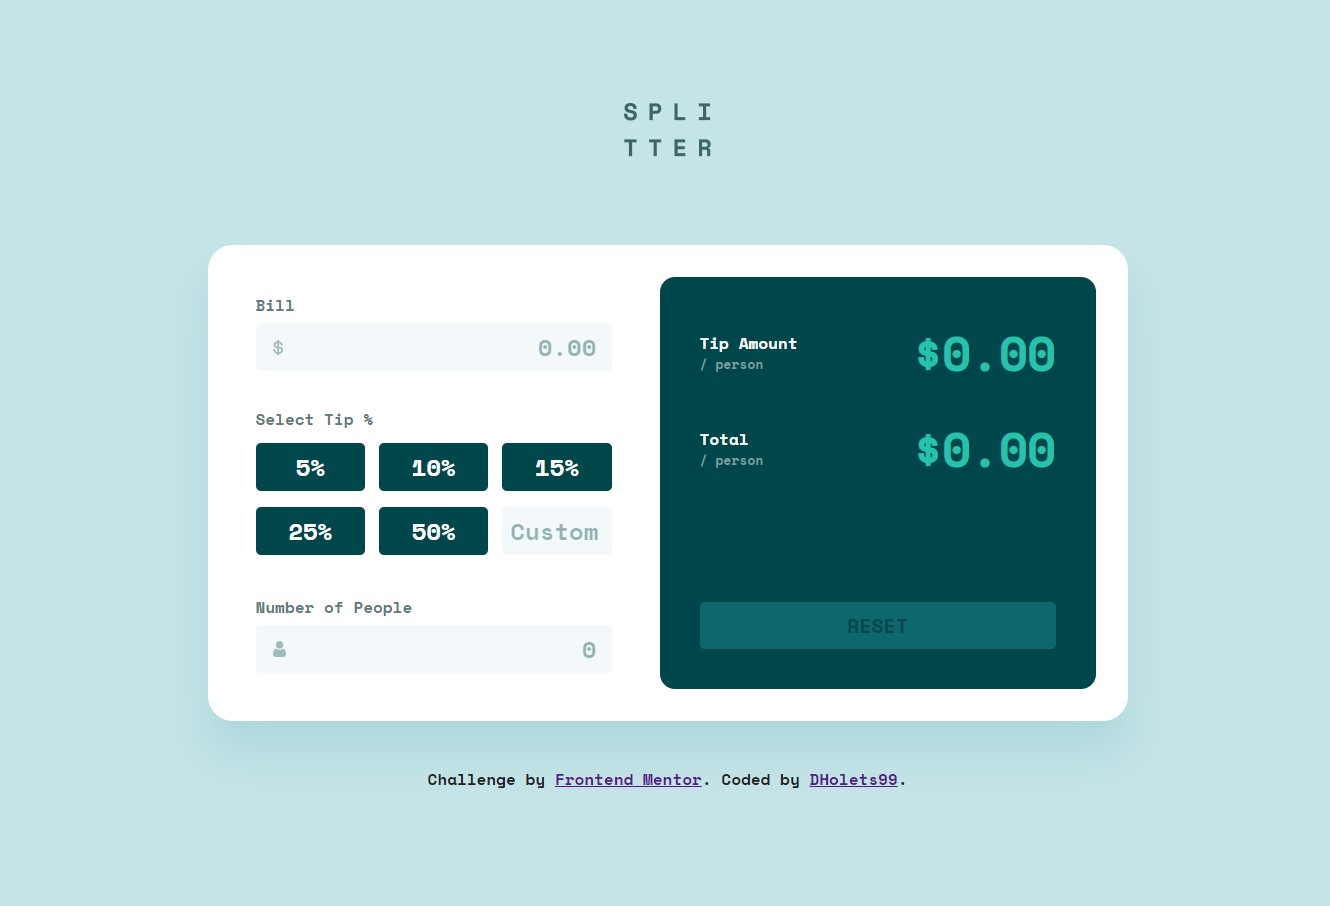 SPLI
TTER
Bill
$ 0.00
Select Tip %
5% 10% 15%
25% 50% Custom
Number of People
0
Tip Amount
/ person
$0.00
Total
/ person
$0.00
RESET
Challenge by Frontend Mentor. Coded by DHolets99.